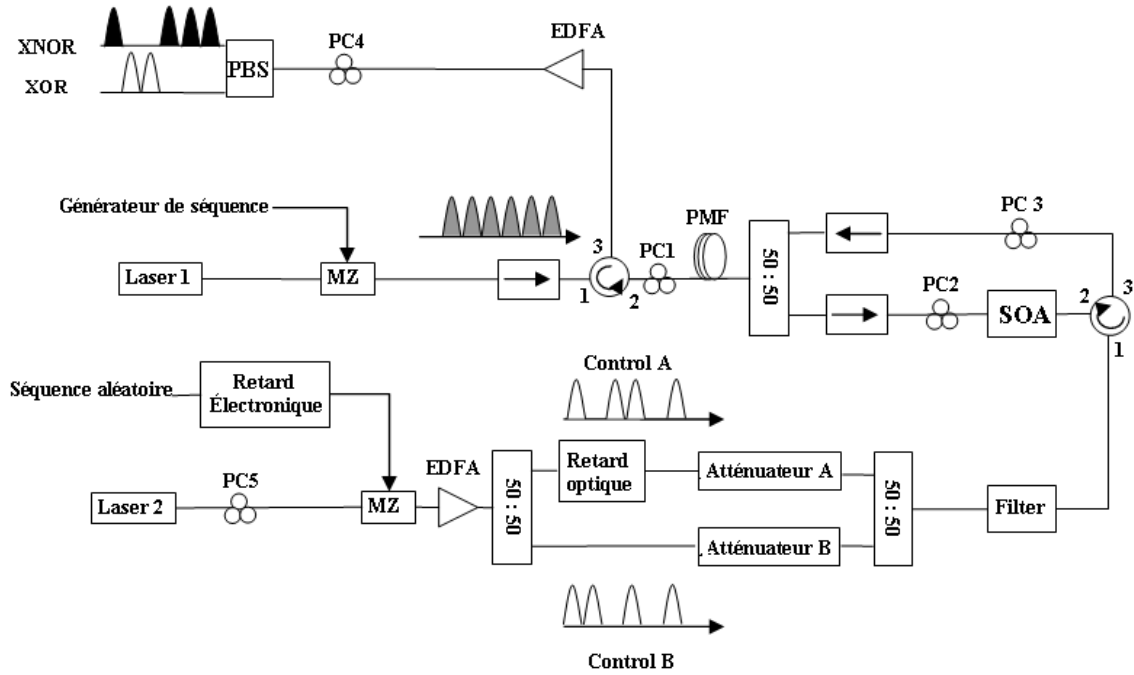 XNOR
XOR
PBS
PC4
EDFA
Générateur de séquence
Laser 1
MZ
3
1
2
PC1
PMF
50 : 50
PC 3
PC2
SOA
2
3
1
Séquence aléatoire
Retard
Électronique
Control A
Laser 2
PC5
MZ
EDFA
50 : 50
Retard
optique
Atténuateur A
Atténuateur B
50 : 50
Filter
Control B